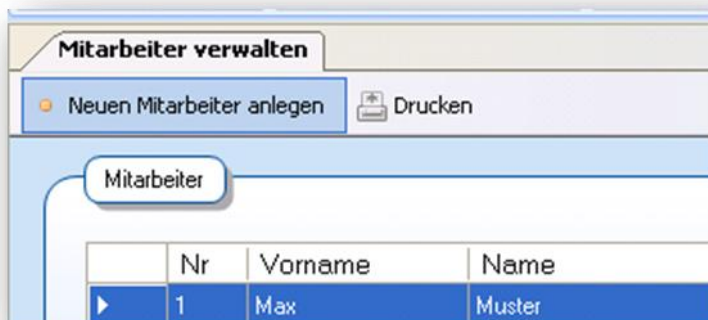 Mitarbeiter verwalten
Neuen Mitarbeiter anlegen Drucken
Mitarbeiter
Nr Vorname Name
1 Max Muster